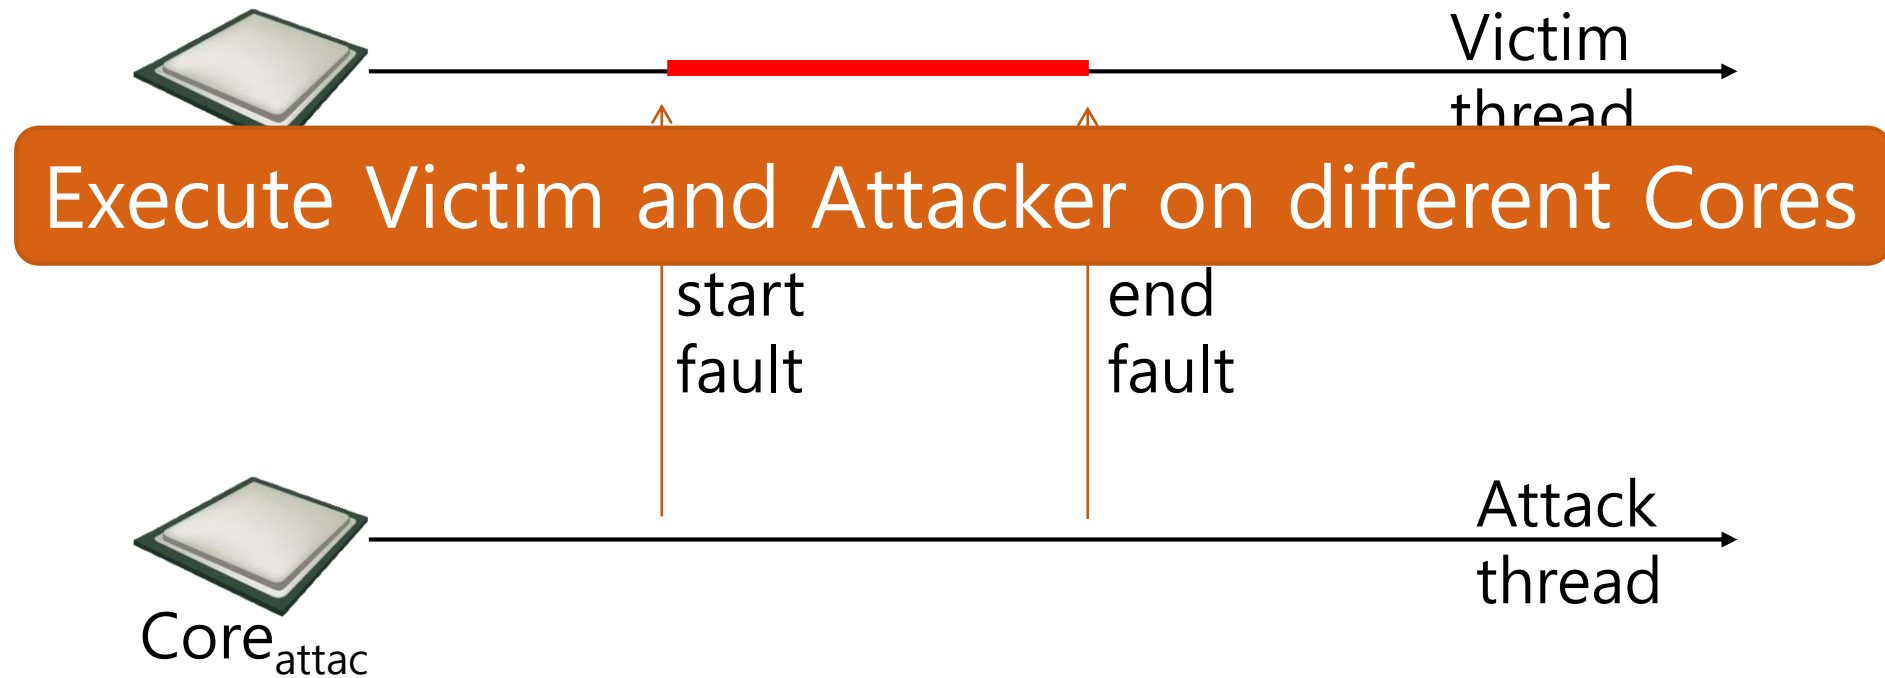 Victim
thread
Execute Victim and Attacker on different Cores
start
fault
end
fault
Attack
thread
Core attac